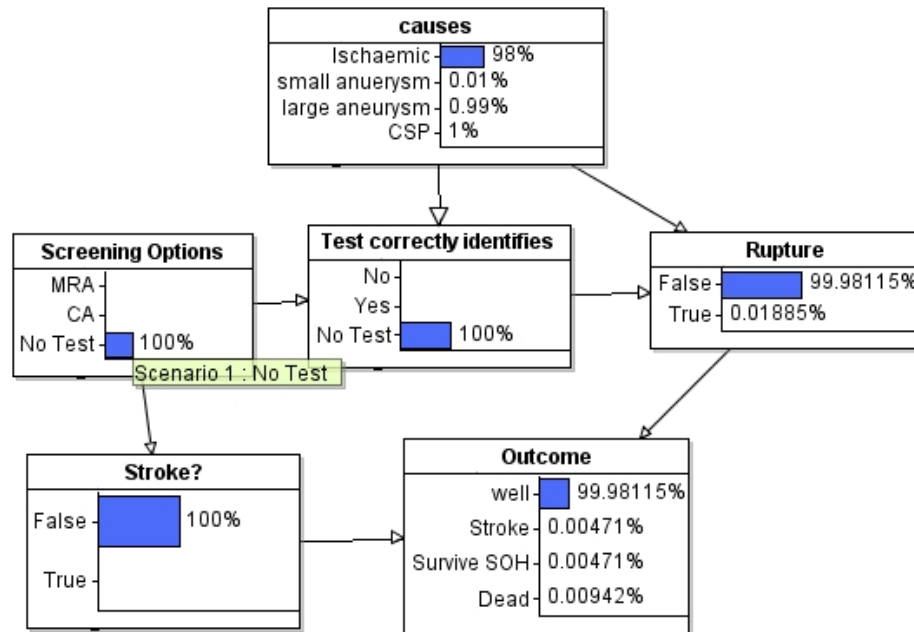 causes
Ischaemic 98%
small anuerysm 0.01%
large aneurysm 0.99%
CSP 1%
Screening Options
MRA
CA
No Test 100%
Scenario 1 : No Test
Test correctly identifies
No
Yes
No Test 100%
Rupture
False 99.98115%
True 0.01885%
Stroke?
False 100%
True
Outcome
well 99.98115%
Stroke 0.00471%
Survive SOH 0.00471%
Dead 0.00942%